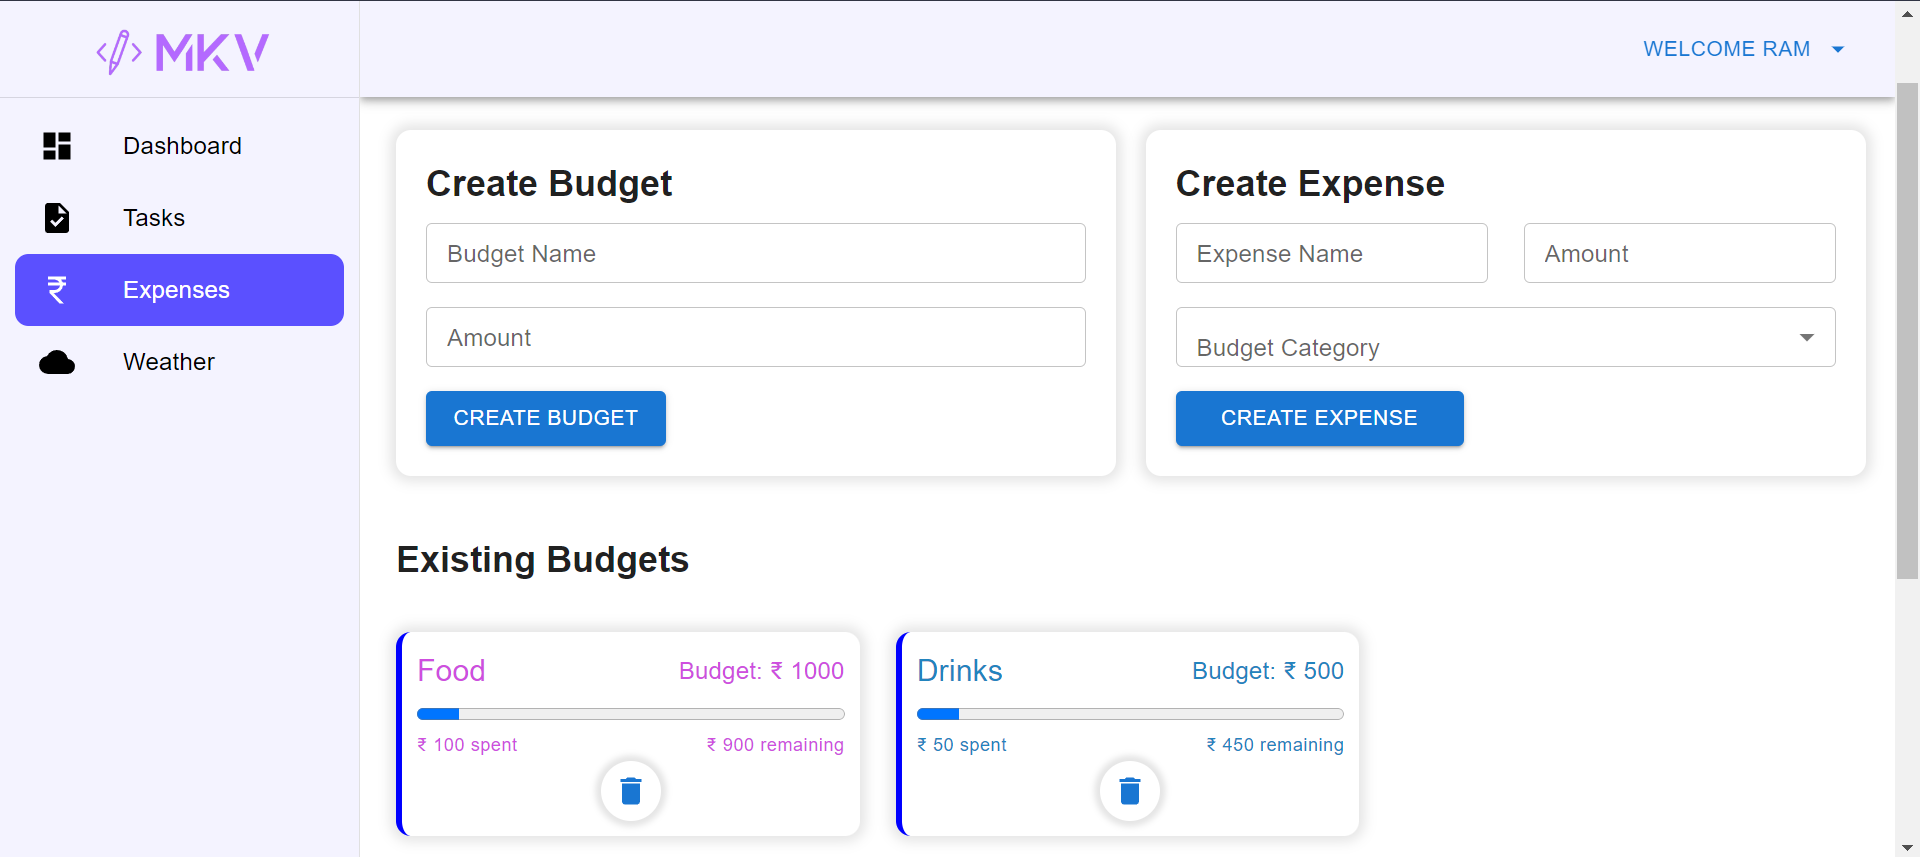 MKV
WELCOME RAM
Dashboard
Tasks
Expenses
Weather
Create Budget
Budget Name
Amount
CREATE BUDGET
Create Expense
Expense Name
Amount
Budget Category
CREATE EXPENSE
Existing Budgets
Food
Budget: ₹ 1000
₹ 100 spent
₹ 900 remaining
Drinks
Budget: ₹ 500
₹ 50 spent
₹ 450 remaining